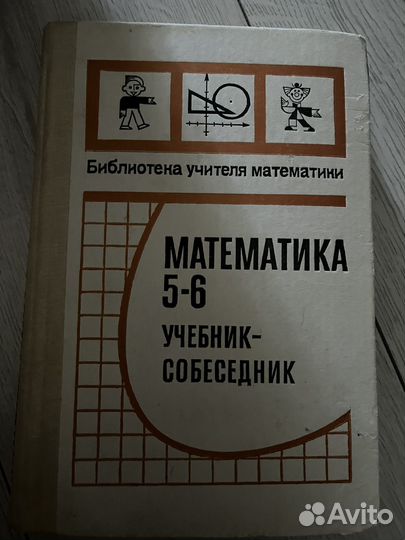 Библиотека учителя математики
МАТЕМАТИКА
5-6
УЧЕБНИК-
СОБЕСЕДНИК
Avito